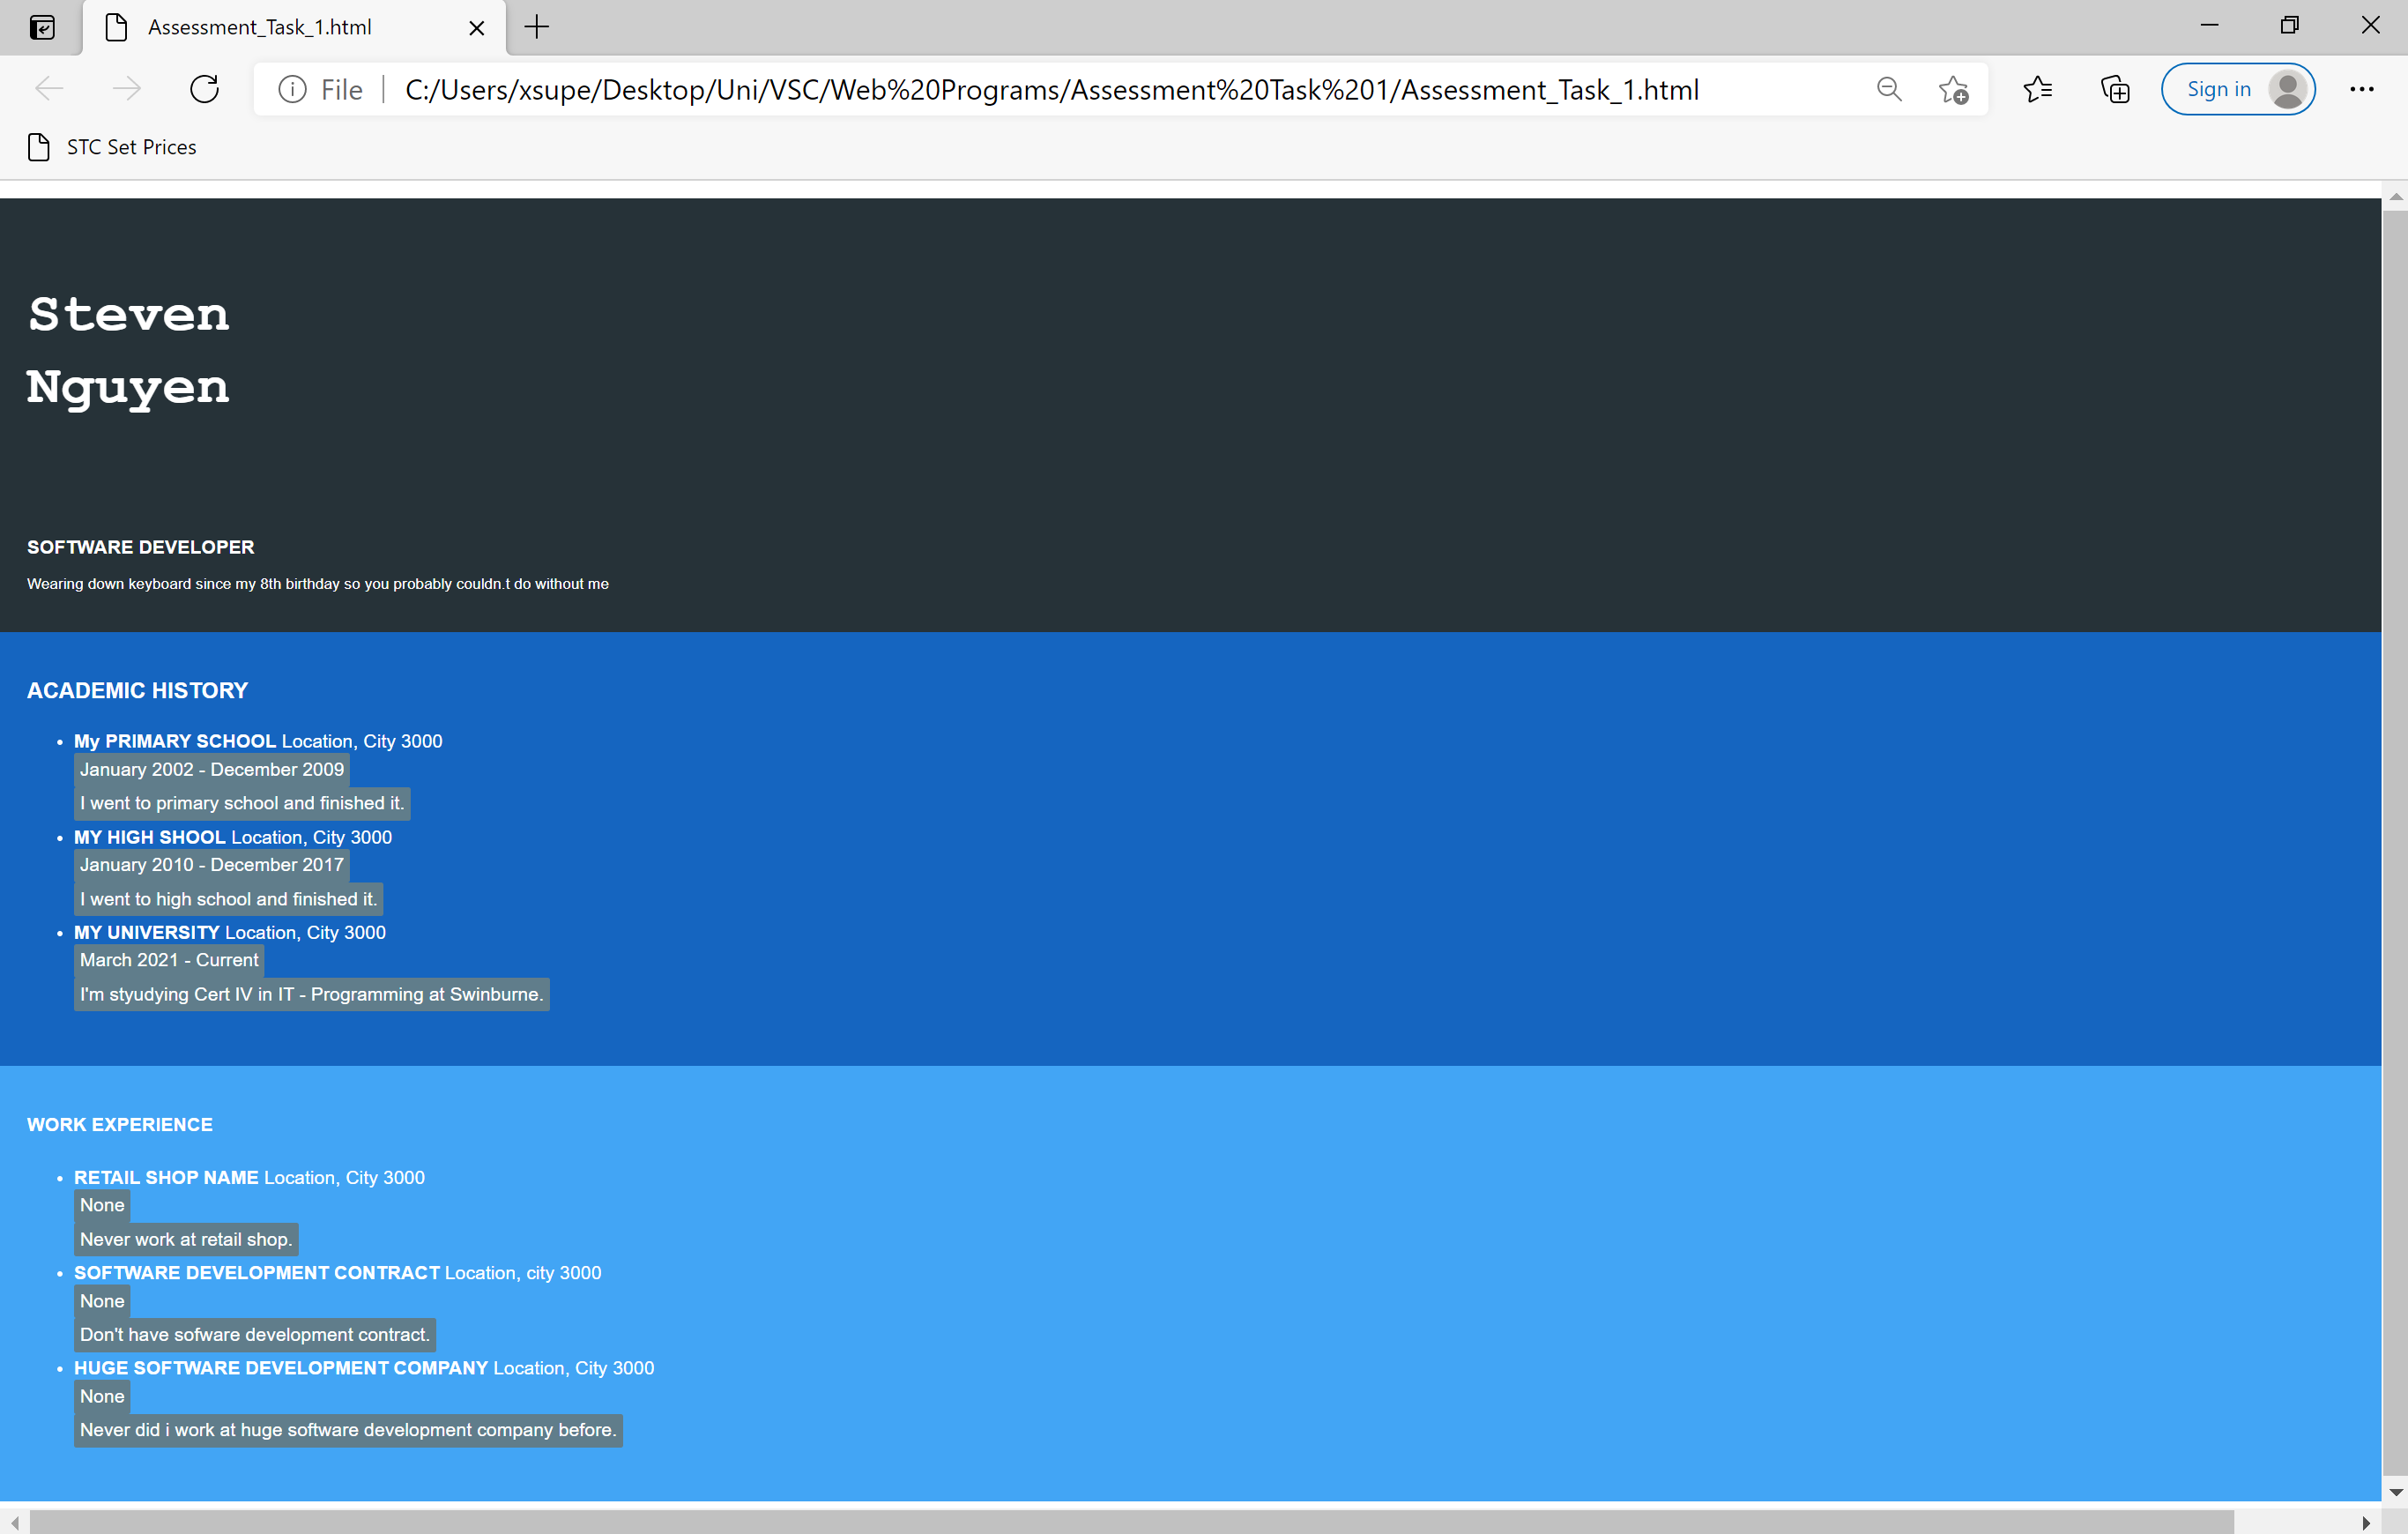 Assessment_Task_1.html
File
C:/Users/xsupe/Desktop/Uni/VSC/Web%20Programs/Assessment%20Task%201/Assessment_Task_1.html
Sign in
STC Set Prices
Steven
Nguyen
SOFTWARE DEVELOPER
Wearing down keyboard since my 8th birthday so you probably couldn.t do without me
ACADEMIC HISTORY
My PRIMARY SCHOOL Location, City 3000
January 2002 - December 2009
I went to primary school and finished it.
MY HIGH SHOOL Location, City 3000
January 2010 - December 2017
I went to high school and finished it.
MY UNIVERSITY Location, City 3000
March 2021 - Current
I'm styudying Cert IV in IT - Programming at Swinburne.
WORK EXPERIENCE
RETAIL SHOP NAME Location, City 3000
None
Never work at retail shop.
SOFTWARE DEVELOPMENT CONTRACT Location, city 3000
None
Don't have sofware development contract.
HUGE SOFTWARE DEVELOPMENT COMPANY Location, City 3000
None
Never did i work at huge software development company before.